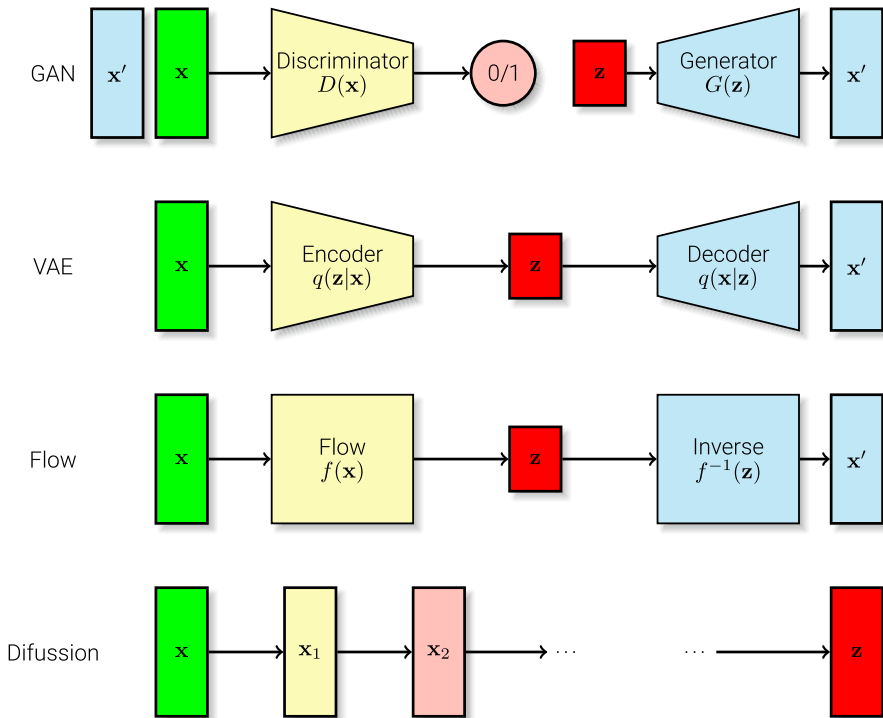 GAN
x′
x
Discriminator
D(x)
0/1
z
Generator
G(z)
x′
VAE
x
Encoder
q(z|x)
z
Decoder
q(x|z)
x′
Flow
x
Flow
f(x)
z
Inverse
f⁻¹(z)
x′
Difussion
x
x₁
x₂
...
...
z